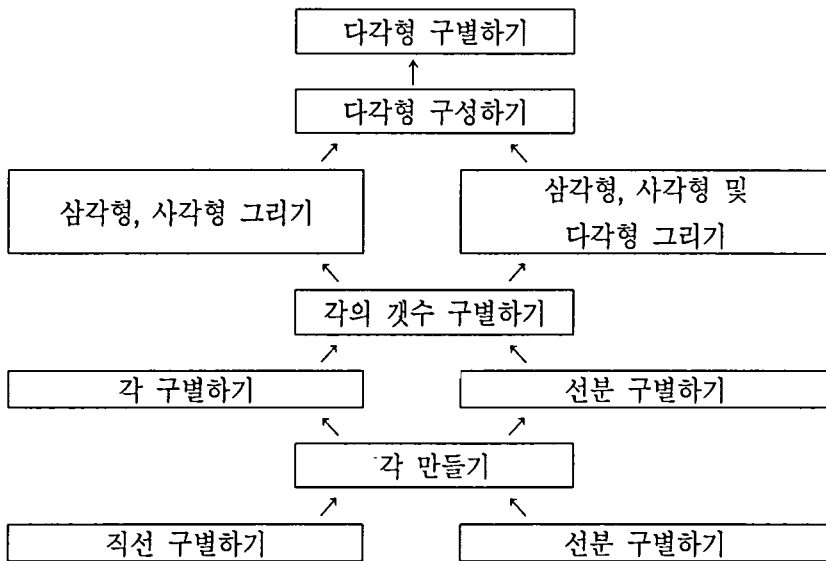 다각형 구별하기
↑
다각형 구성하기
↗ ↖
삼각형, 사각형 그리기
삼각형, 사각형 및
다각형 그리기
↖ ↗
각의 갯수 구별하기
↗ ↖
각 구별하기
선분 구별하기
↖ ↗
각 만들기
↗ ↖
직선 구별하기
선분 구별하기